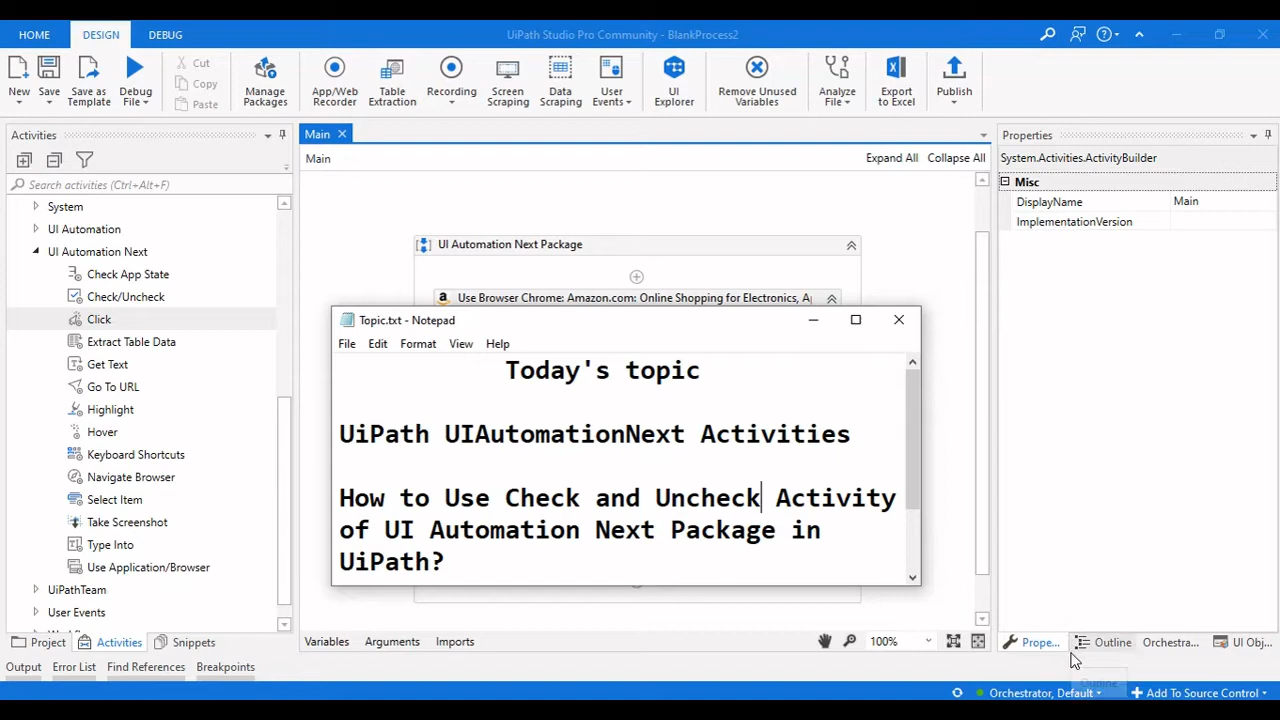 HOME
DESIGN
DEBUG
UiPath Studio Pro Community - BlankProcess2
New
Save
Save as
Template
Debug
File
Cut
Copy
Paste
Manage
Packages
App/Web
Recorder
Table
Extraction
Recording
Screen
Scraping
Data
Scraping
User
Events
UI
Explorer
Remove Unused
Variables
Analyze
File
Export
to Excel
Publish
Activities
Search activities (Ctrl+Alt+F)
System
UI Automation
UI Automation Next
Check App State
Check/Uncheck
Click
Extract Table Data
Get Text
Go To URL
Highlight
Hover
Keyboard Shortcuts
Navigate Browser
Select Item
Take Screenshot
Type Into
Use Application/Browser
UiPathTeam
User Events
Project
Activities
Snippets
Main
Main
Expand All
Collapse All
UI Automation Next Package
Use Browser Chrome: Amazon.com: Online Shopping for Electronics, A
Topic.txt - Notepad
File
Edit
Format
View
Help
Today's topic
UiPath UIAutomationNext Activities
How to Use Check and Uncheck Activity
of UI Automation Next Package in
UiPath?
Variables
Arguments
Imports
100%
Properties
System.Activities.ActivityBuilder
Misc
DisplayName
Main
ImplementationVersion
Prope...
Outline
Orchestra...
UI Obj...
Outline
Output
Error List
Find References
Breakpoints
Orchestrator, Default
Add To Source Control